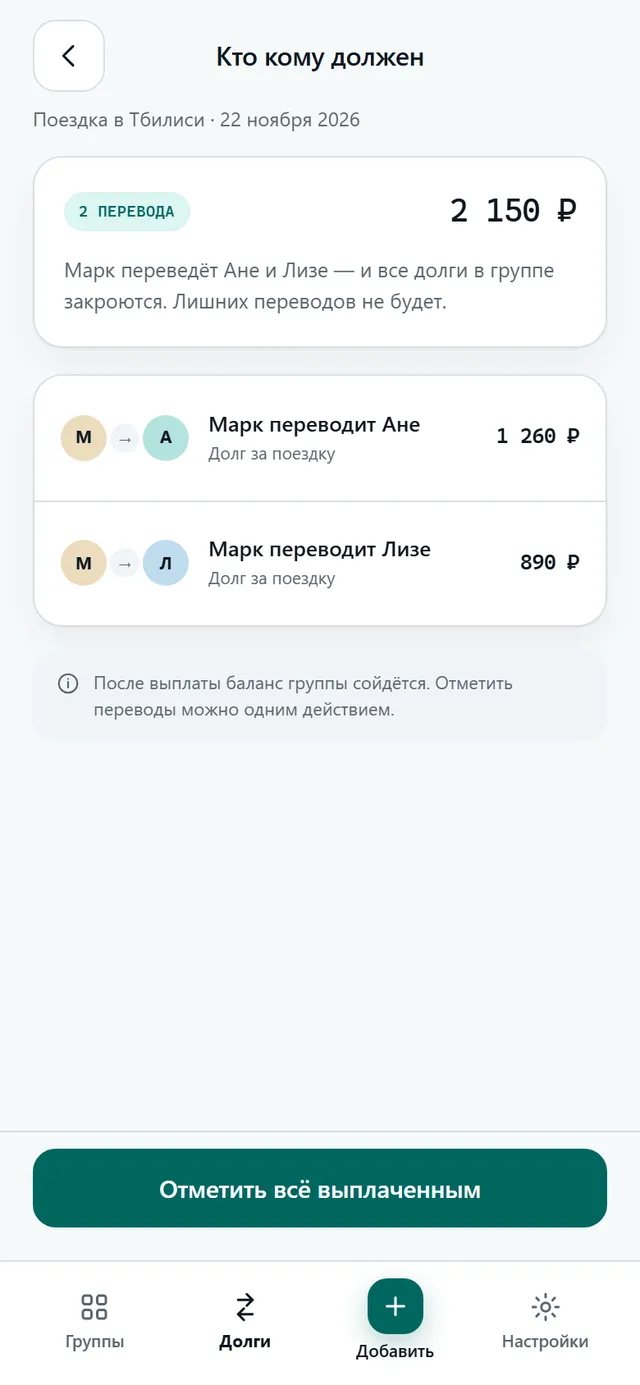 Кто кому должен
Поездка в Тбилиси · 22 ноября 2026
2 ПЕРЕВОДА
2 150 ₽
Марк переведёт Ане и Лизе — и все долги в группе
закроются. Лишних переводов не будет.
М → А
Марк переводит Ане
1 260 ₽
Долг за поездку
М → Л
Марк переводит Лизе
890 ₽
Долг за поездку
После выплаты баланс группы сойдётся. Отметить
переводы можно одним действием.
Отметить всё выплаченным
Группы
Долги
Добавить
Настройки